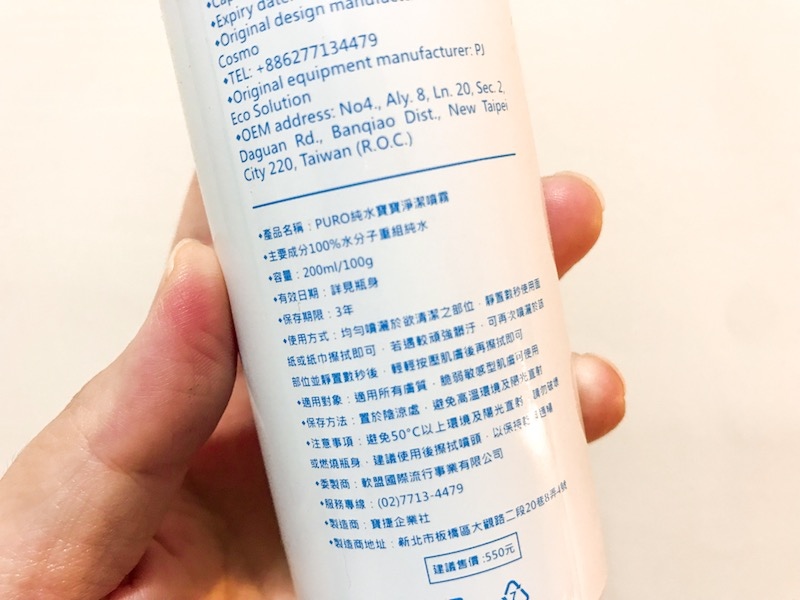 •Expiry date:
•Original design manufacturer
Cosmo
•TEL: +886277134479
•Original equipment manufacturer: PJ
Eco Solution
•OEM address: No4., Aly. 8, Ln. 20, Sec. 2,
Daguan Rd., Banqiao Dist., New Taipei
City 220, Taiwan (R.O.C.)
•產品名稱：PURO純水寶寶淨潔噴霧
•主要成分100%水分子重組純水
•容量：200ml/100g
•有效日期：詳見瓶身
•保存期限：3年
•使用方式：均勻噴灑於欲清潔之部位，靜置數秒使用面
紙或紙巾擦拭即可，若遇較頑強髒汙，可再次噴灑於該
部位並靜置數秒後，輕輕按壓肌膚後再擦拭即可
•適用對象：適用所有膚質，脆弱敏感型肌膚可使用
•保存方法：置於陰涼處，避免高溫環境及陽光直射
•注意事項：避免50°C以上環境及陽光直射，請勿破壞
或燃燒瓶身，建議使用後擦拭噴頭，以保持
•委製商：軟盟國際流行事業有限公司
•服務專線：(02)7713-4479
•製造商：寶捷企業社
•製造商地址：新北市板橋區大觀路二段20巷8弄4號
建議售價:550元
7